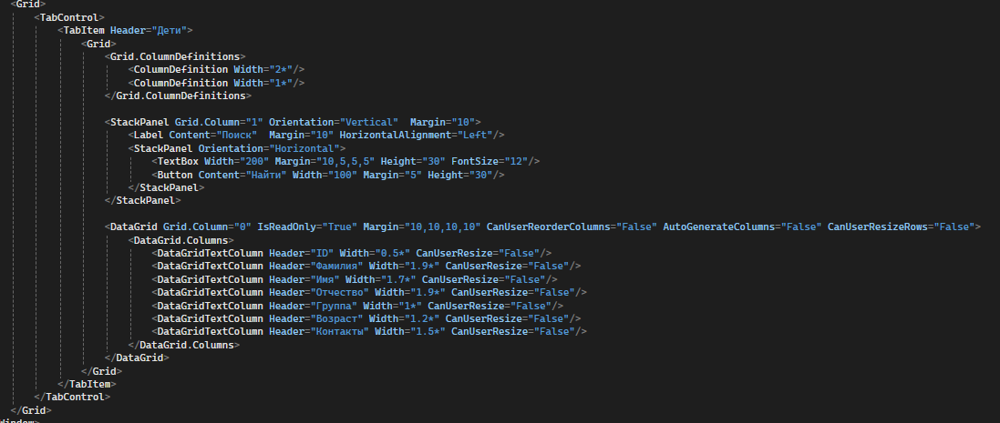 <Grid>
<TabControl>
<TabItem Header="Дети">
<Grid>
<Grid.ColumnDefinitions>
<ColumnDefinition Width="2*"/>
<ColumnDefinition Width="1*"/>
</Grid.ColumnDefinitions>
<StackPanel Grid.Column="1" Orientation="Vertical"  Margin="10">
<Label Content="Поиск"  Margin="10" HorizontalAlignment="Left"/>
<StackPanel Orientation="Horizontal">
<TextBox Width="200" Margin="10,5,5,5" Height="30" FontSize="12"/>
<Button Content="Найти" Width="100" Margin="5" Height="30"/>
</StackPanel>
</StackPanel>
<DataGrid Grid.Column="0" IsReadOnly="True" Margin="10,10,10,10" CanUserReorderColumns="False" AutoGenerateColumns="False" CanUserResizeRows="False">
<DataGrid.Columns>
<DataGridTextColumn Header="ID" Width="0.5*" CanUserResize="False"/>
<DataGridTextColumn Header="Фамилия" Width="1.9*" CanUserResize="False"/>
<DataGridTextColumn Header="Имя" Width="1.7*" CanUserResize="False"/>
<DataGridTextColumn Header="Отчество" Width="1.9*" CanUserResize="False"/>
<DataGridTextColumn Header="Группа" Width="1*" CanUserResize="False"/>
<DataGridTextColumn Header="Возраст" Width="1.2*" CanUserResize="False"/>
<DataGridTextColumn Header="Контакты" Width="1.5*" CanUserResize="False"/>
</DataGrid.Columns>
</DataGrid>
</Grid>
</TabItem>
</TabControl>
</Grid>